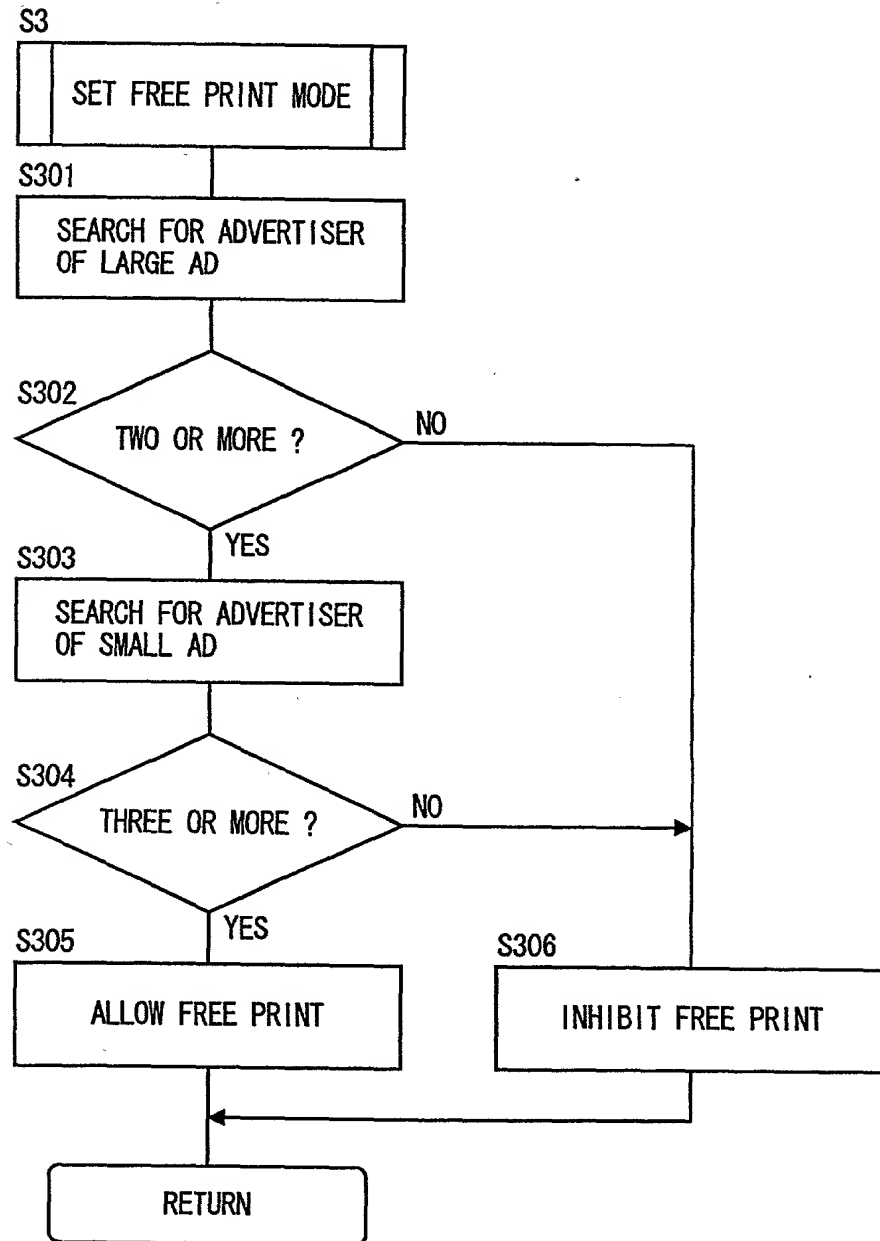 S3
SET FREE PRINT MODE
S301
SEARCH FOR ADVERTISER
OF LARGE AD
S302
TWO OR MORE ?
NO
YES
S303
SEARCH FOR ADVERTISER
OF SMALL AD
S304
THREE OR MORE ?
NO
YES
S305
ALLOW FREE PRINT
S306
INHIBIT FREE PRINT
RETURN